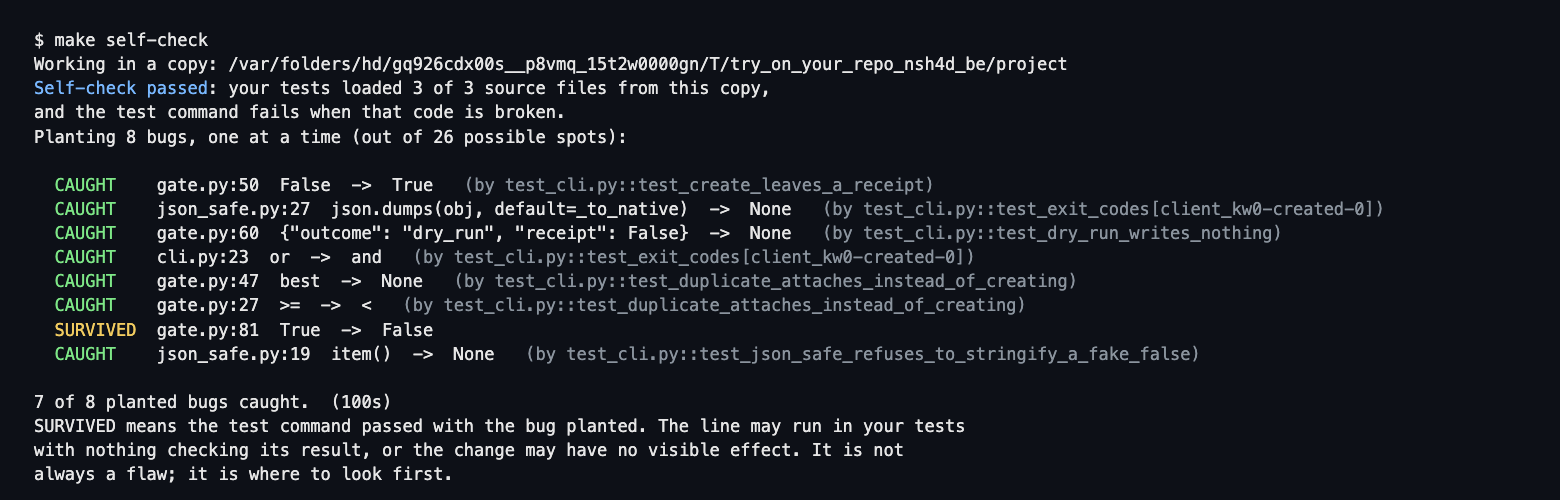 $ make self-check
Working in a copy: /var/folders/hd/gq926cdx00s__p8vmq_15t2w0000gn/T/try_on_your_repo_nsh4d_be/project
Self-check passed: your tests loaded 3 of 3 source files from this copy,
and the test command fails when that code is broken.
Planting 8 bugs, one at a time (out of 26 possible spots):
CAUGHT gate.py:50 False -> True (by test_cli.py::test_create_leaves_a_receipt)
CAUGHT json_safe.py:27 json.dumps(obj, default=_to_native) -> None (by test_cli.py::test_exit_codes[client_kw0-created-0])
CAUGHT gate.py:60 {"outcome": "dry_run", "receipt": False} -> None (by test_cli.py::test_dry_run_writes_nothing)
CAUGHT cli.py:23 or -> and (by test_cli.py::test_exit_codes[client_kw0-created-0])
CAUGHT gate.py:47 best -> None (by test_cli.py::test_duplicate_attaches_instead_of_creating)
CAUGHT gate.py:27 >= -> < (by test_cli.py::test_duplicate_attaches_instead_of_creating)
SURVIVED gate.py:81 True -> False
CAUGHT json_safe.py:19 item() -> None (by test_cli.py::test_json_safe_refuses_to_stringify_a_fake_false)
7 of 8 planted bugs caught. (100s)
SURVIVED means the test command passed with the bug planted. The line may run in your tests
with nothing checking its result, or the change may have no visible effect. It is not
always a flaw; it is where to look first.